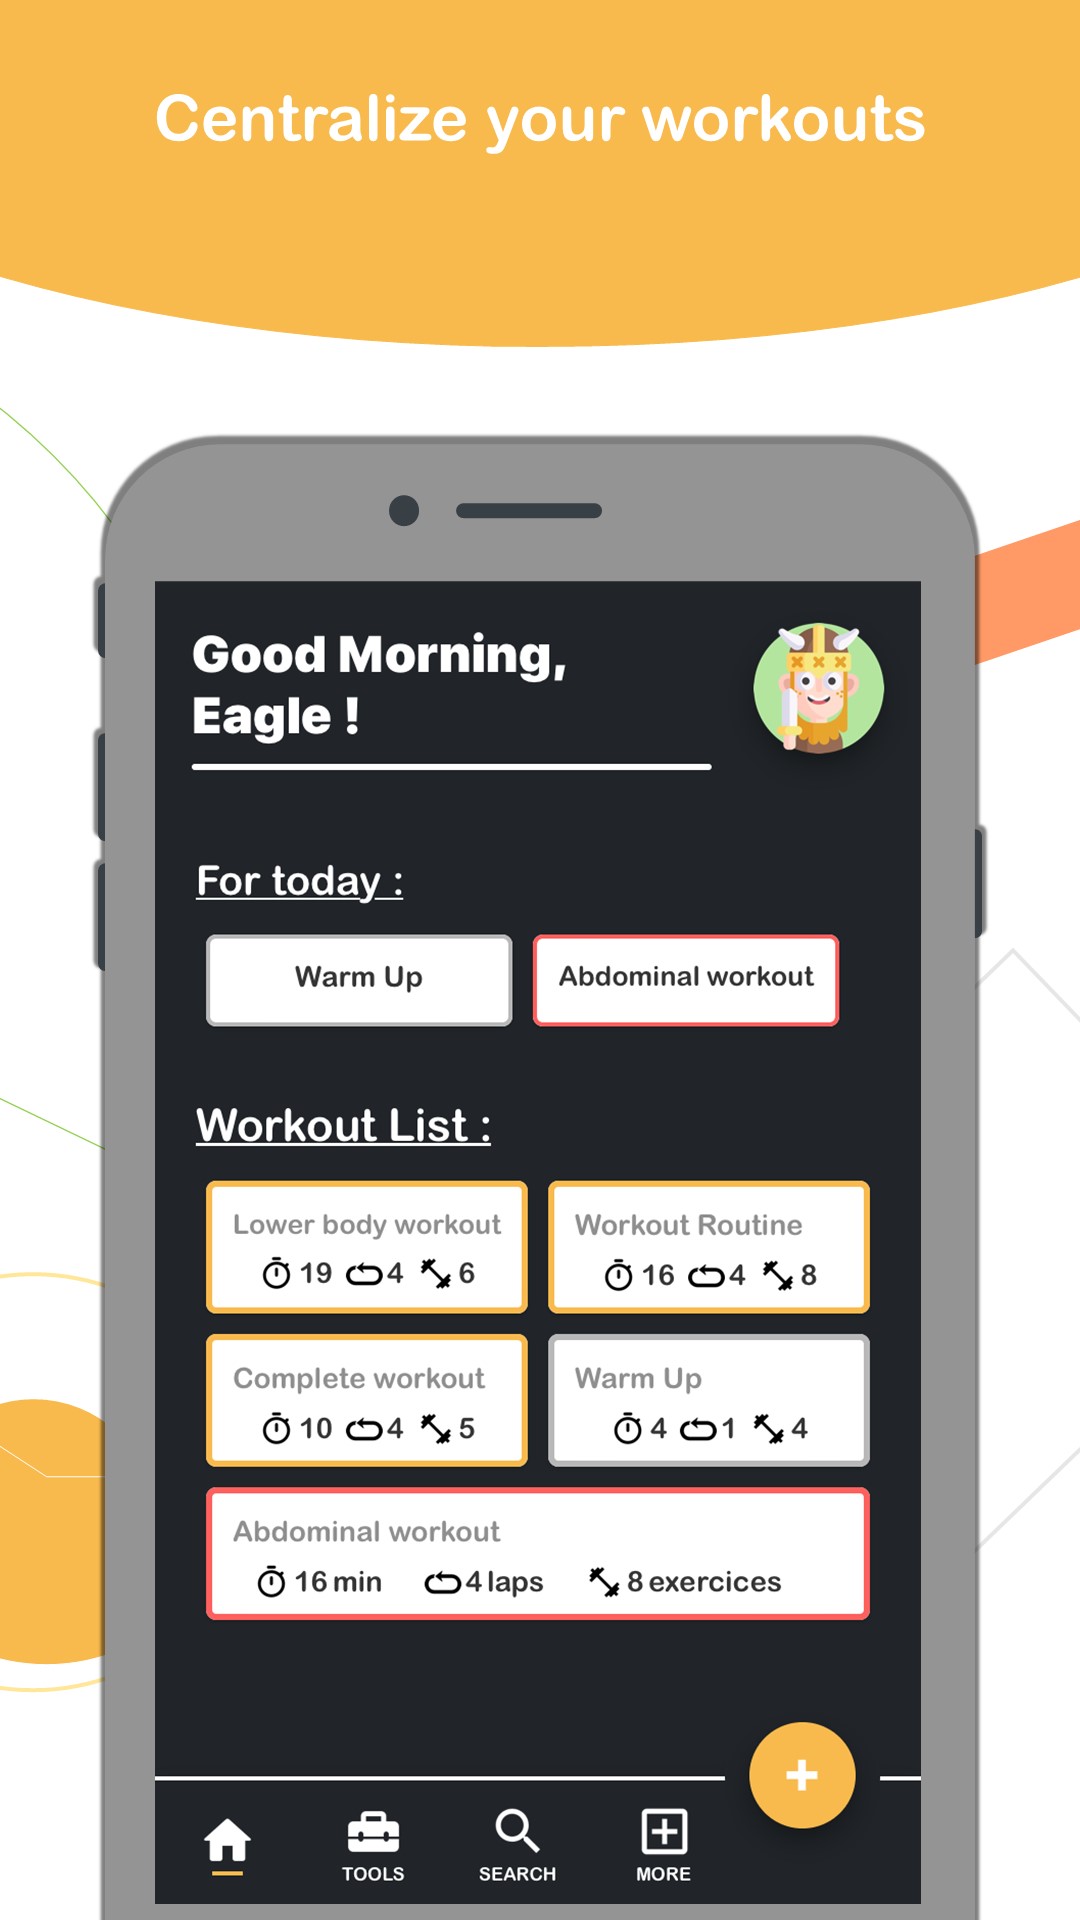 Centralize your workouts
Good Morning,
Eagle !
For today :
Warm Up
Abdominal workout
Workout List :
Lower body workout
19 4 6
Workout Routine
16 4 8
Complete workout
10 4 5
Warm Up
4 1 4
Abdominal workout
16 min 4 laps 8 exercices
TOOLS
SEARCH
MORE